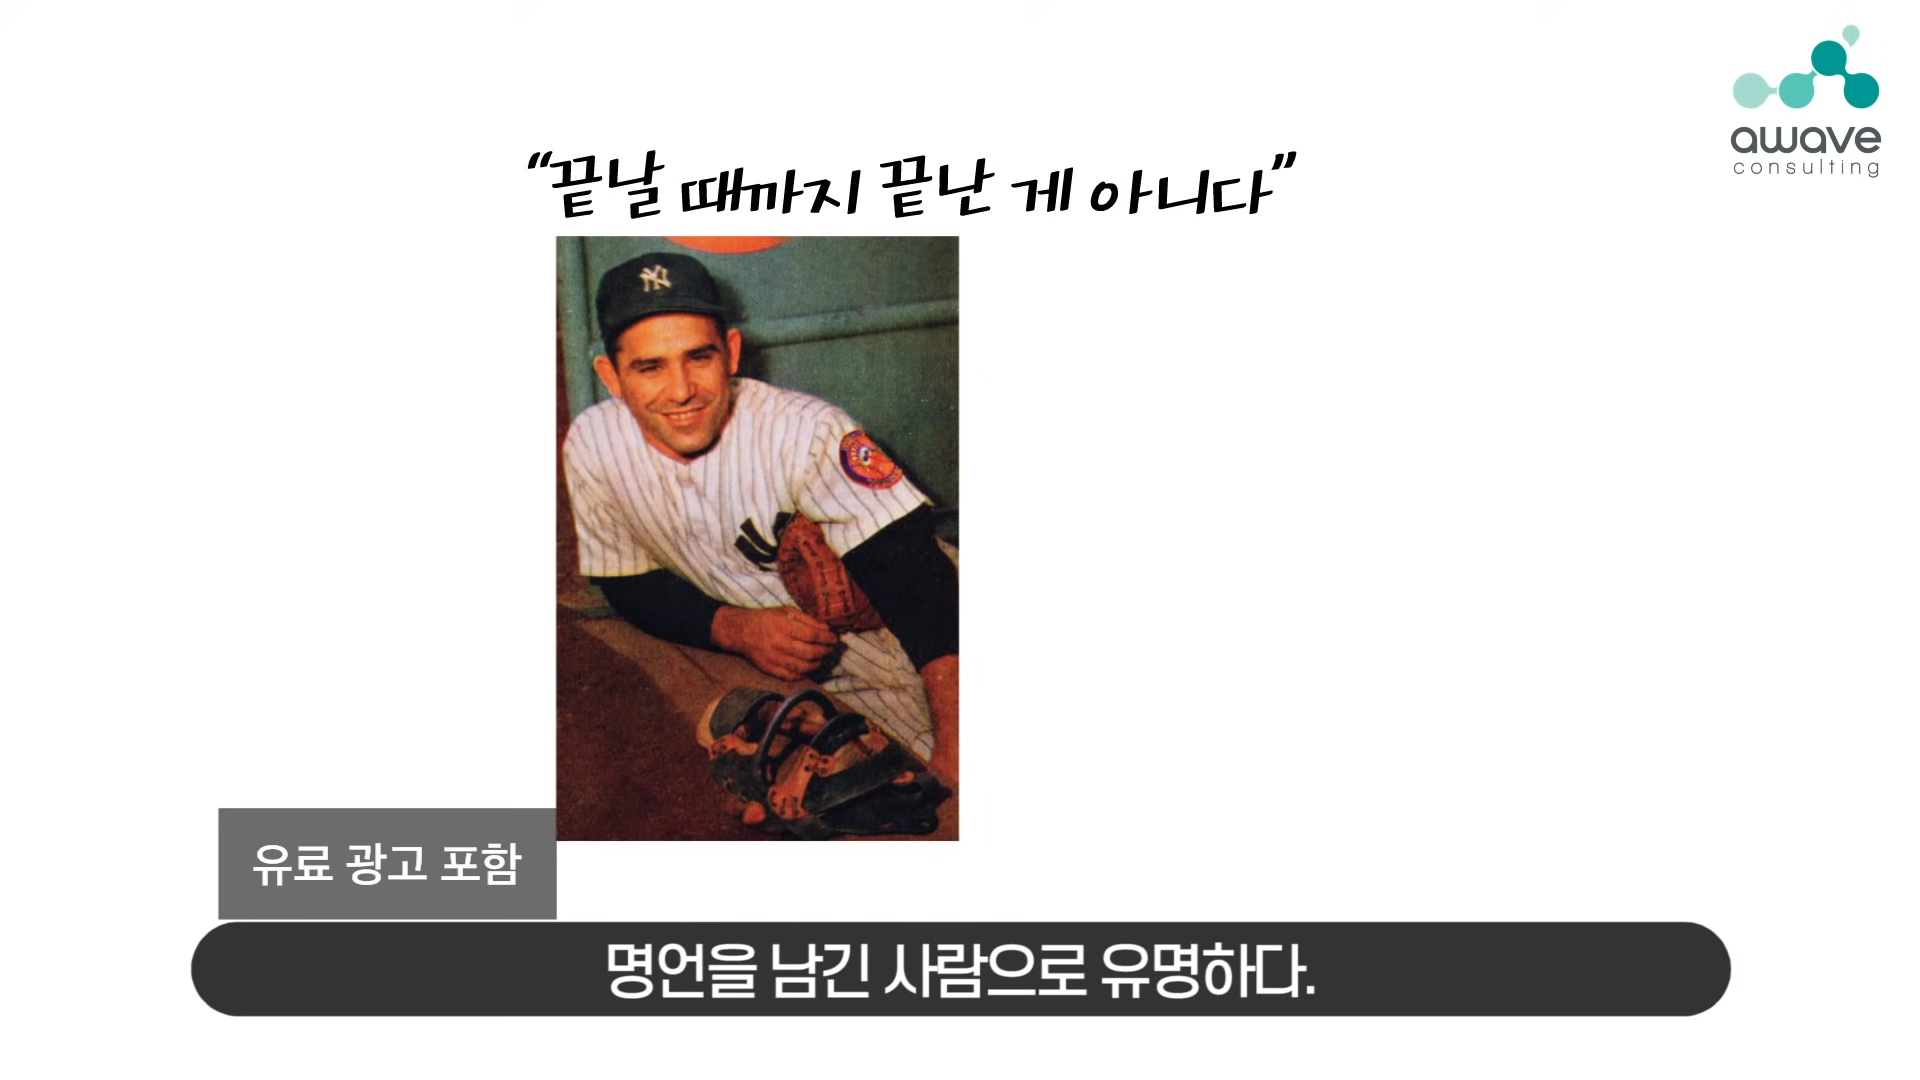 awave
consulting
“끝날 때까지 끝난 게 아니다”
NY
유료 광고 포함
명언을 남긴 사람으로 유명하다.